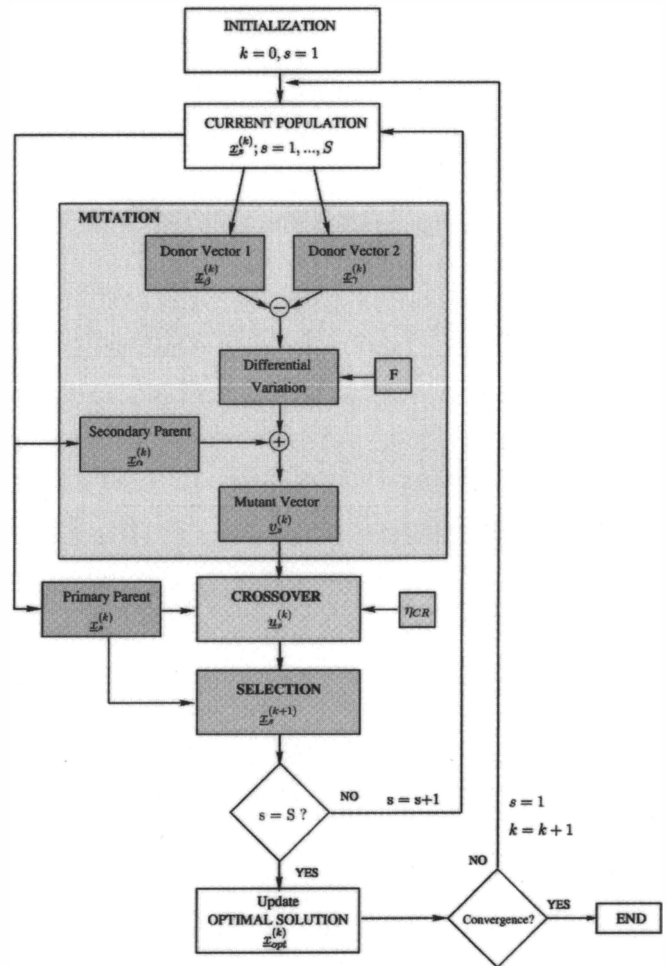 INITIALIZATION
k = 0, s = 1
CURRENT POPULATION
x_s^(k); s = 1, ..., S
MUTATION
Donor Vector 1
x_β^(k)
Donor Vector 2
x_γ^(k)
−
Differential
Variation
F
Secondary Parent
x_α^(k)
+
Mutant Vector
v_s^(k)
Primary Parent
x_s^(k)
CROSSOVER
u_s^(k)
η_CR
SELECTION
x_s^(k+1)
s = S ?
NO
s = s+1
s = 1
k = k + 1
YES
NO
Update
OPTIMAL SOLUTION
x_opt^(k)
Convergence?
YES
END